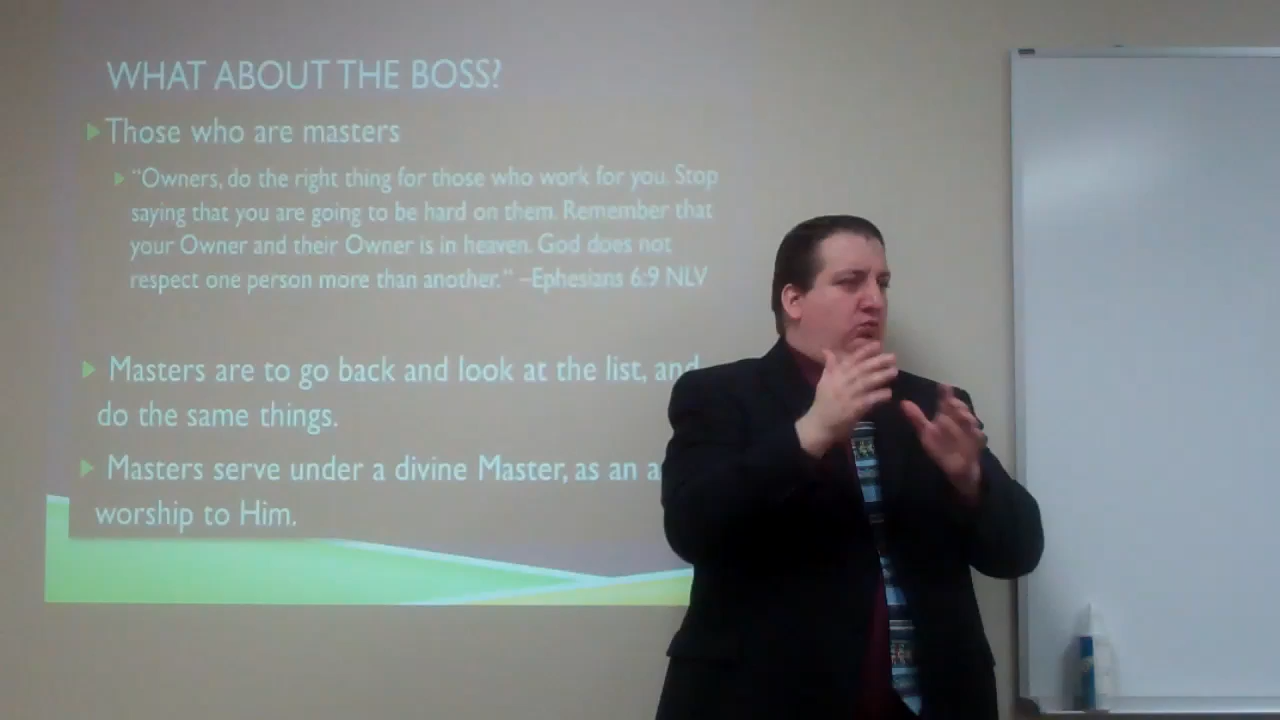 WHAT ABOUT THE BOSS?
Those who are masters
"Owners, do the right thing for those who work for you. Stop
saying that you are going to be hard on them. Remember that
your Owner and their Owner is in heaven. God does not
respect one person more than another." –Ephesians 6:9 NLV
Masters are to go back and look at the list, and
do the same things.
Masters serve under a divine Master, as an
worship to Him.